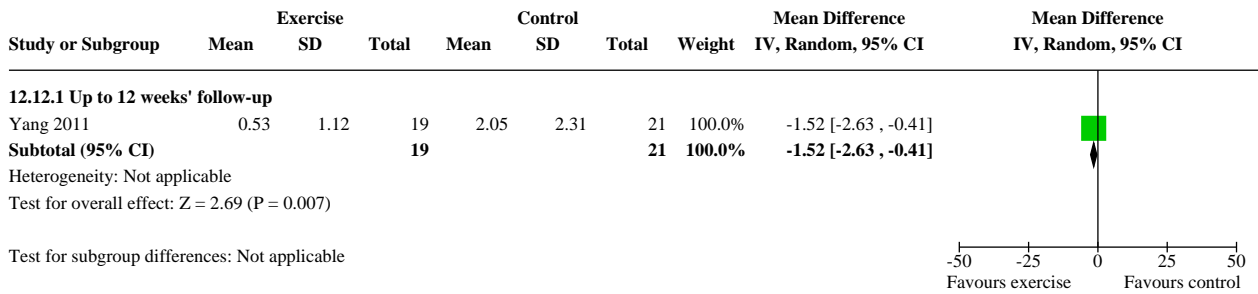 Exercise Control Mean Difference Mean Difference
Study or Subgroup Mean SD Total Mean SD Total Weight IV, Random, 95% CI IV, Random, 95% CI
12.12.1 Up to 12 weeks' follow-up
Yang 2011 0.53 1.12 19 2.05 2.31 21 100.0% -1.52 [-2.63 , -0.41]
Subtotal (95% CI) 19 21 100.0% -1.52 [-2.63 , -0.41]
Heterogeneity: Not applicable
Test for overall effect: Z = 2.69 (P = 0.007)
Test for subgroup differences: Not applicable
-50 -25 0 25 50
Favours exercise Favours control